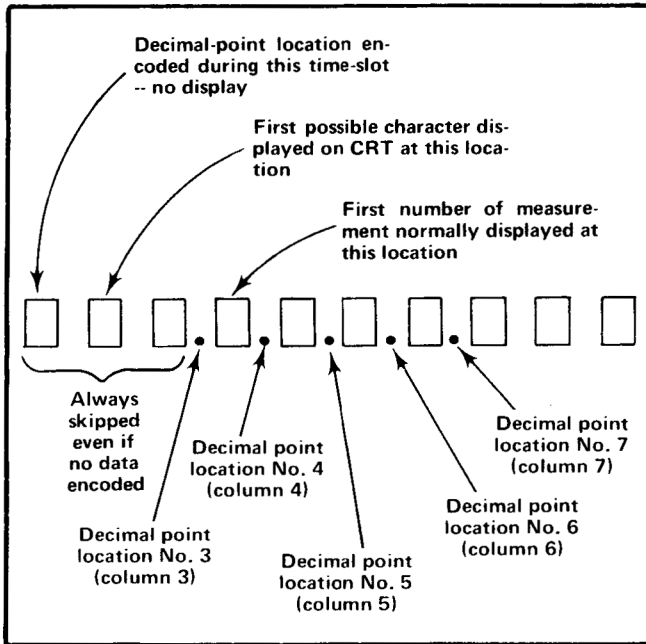 Decimal-point location en-
coded during this time-slot
-- no display
First possible character dis-
played on CRT at this loca-
tion
First number of measure-
ment normally displayed at
this location
Always
skipped
even if
no data
encoded
Decimal point
location No. 3
(column 3)
Decimal point
location No. 4
(column 4)
Decimal point
location No. 5
(column 5)
Decimal point
location No. 6
(column 6)
Decimal point
location No. 7
(column 7)